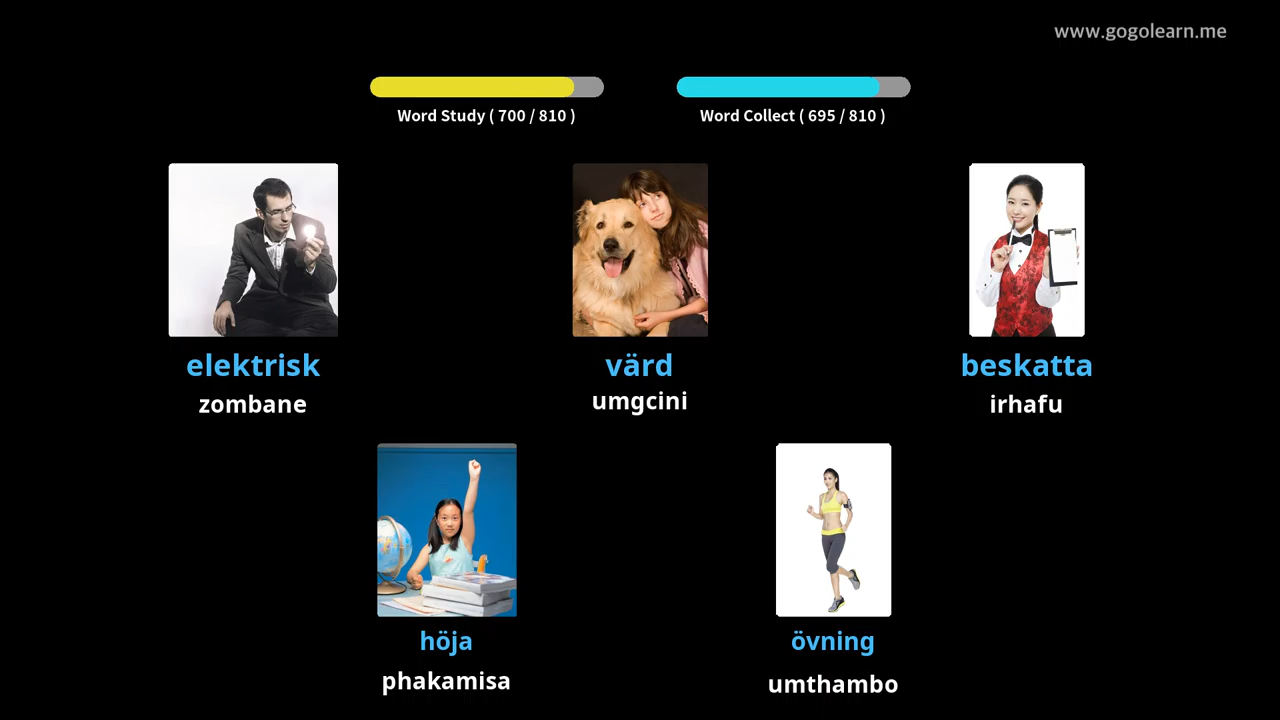 www.gogolearn.me
Word Study ( 700 / 810 )
Word Collect ( 695 / 810 )
elektrisk
zombane
värd
umgcini
beskatta
irhafu
höja
phakamisa
övning
umthambo